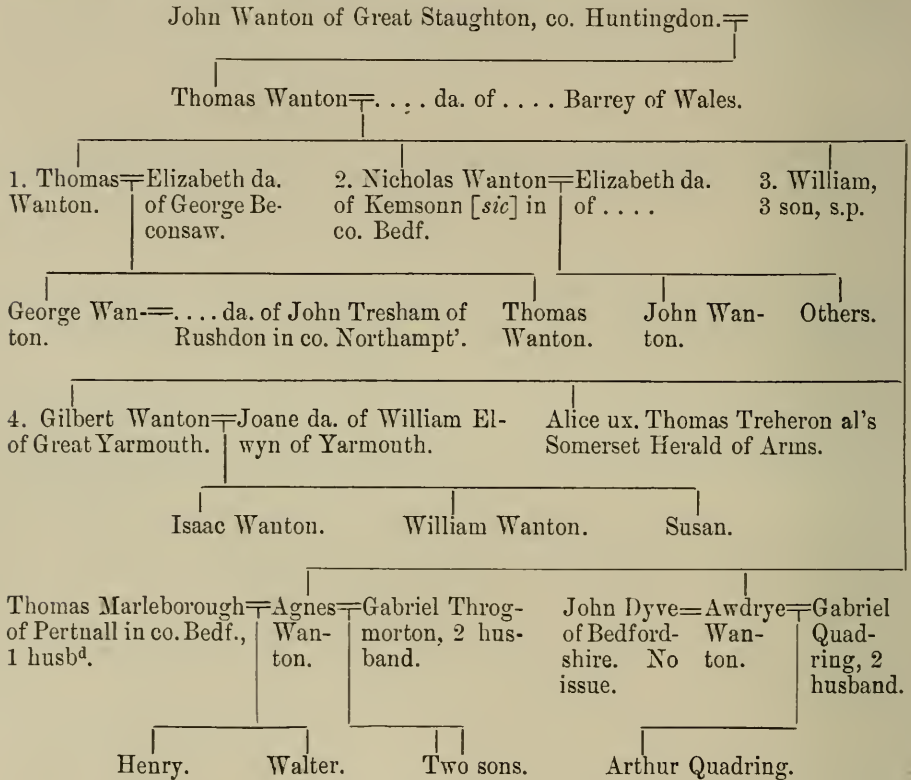 John Wanton of Great Staughton, co. Huntingdon.
Thomas Wanton=. . . . da. of . . . . Barrey of Wales.
1. Thomas=Elizabeth da.
Wanton. of George Be-
consaw.
2. Nicholas Wanton=Elizabeth da.
of Kemsonn [sic] in of . . . .
co. Bedf.
3. William,
3 son, s.p.
George Wan-=. . . . da. of John Tresham of
ton. Rushdon in co. Northampt'.
Thomas
Wanton.
John Wan-
ton.
Others.
4. Gilbert Wanton=Joane da. of William El-
of Great Yarmouth. wyn of Yarmouth.
Alice ux. Thomas Treheron al's
Somerset Herald of Arms.
Isaac Wanton. William Wanton. Susan.
Thomas Marleborough=Agnes=Gabriel Throg-
of Pertnall in co. Bedf., Wan- morton, 2 hus-
1 husbd. ton. band.
John Dyve=Awdrye=Gabriel
of Bedford- Wan- Quad-
shire. No ton. ring, 2
issue. husband.
Henry. Walter. Two sons. Arthur Quadring.